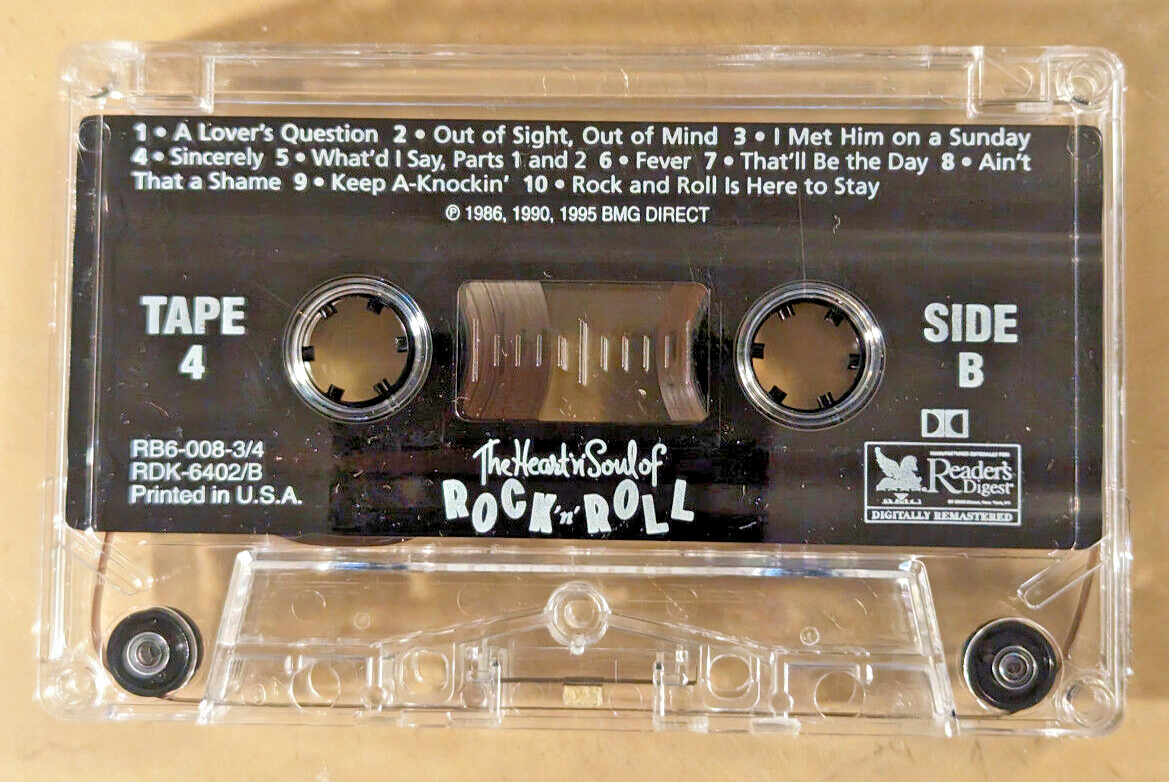 1 • A Lover's Question 2 • Out of Sight, Out of Mind 3 • I Met Him on a Sunday
4 • Sincerely 5 • What'd I Say, Parts 1 and 2 6 • Fever 7 • That'll Be the Day 8 • Ain't
That a Shame 9 • Keep A-Knockin' 10 • Rock and Roll Is Here to Stay
℗ 1986, 1990, 1995 BMG DIRECT
TAPE
4
SIDE
B
RB6-008-3/4
RDK-6402/B
Printed in U.S.A.
The Heart 'n' Soul of
ROCK 'n' ROLL
Reader's
Digest
DIGITALLY REMASTERED